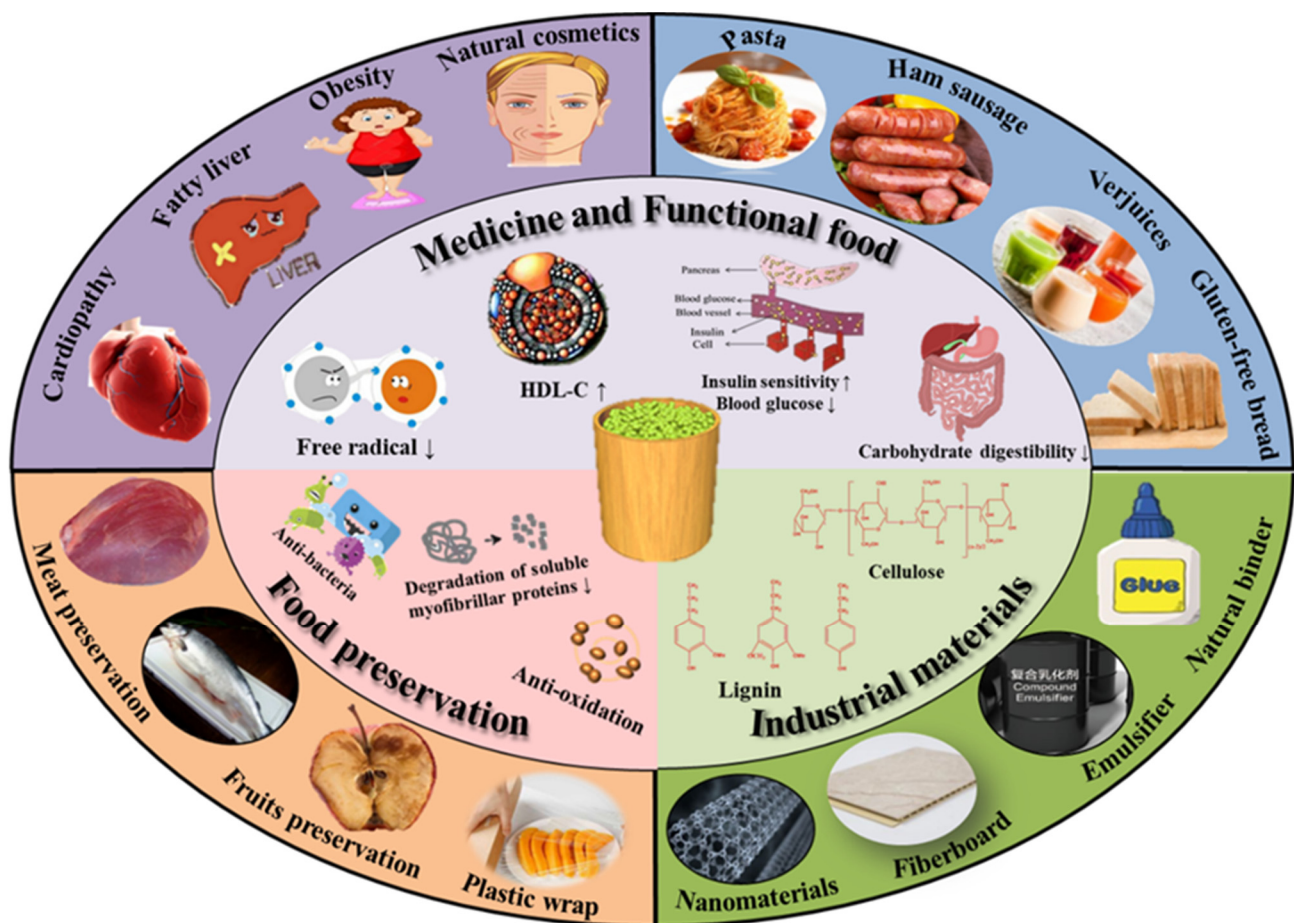 Natural cosmetics
Obesity
Fatty liver
Cardiopathy
LIVER
Pasta
Ham sausage
Verjuices
Gluten-free bread
Medicine and Functional food
Pancreas
Blood glucose
Blood vessel
Insulin
Cell
HDL-C ↑
Insulin sensitivity ↑
Blood glucose ↓
Free radical ↓
Carbohydrate digestibility ↓
Anti-bacteria
Degradation of soluble
myofibrillar proteins ↓
Anti-oxidation
Food preservation
Cellulose
Lignin
Industrial materials
Meat preservation
Fruits preservation
Plastic wrap
Glue
Natural binder
复合乳化剂
Compound
Emulsifier
Emulsifier
Fiberboard
Nanomaterials